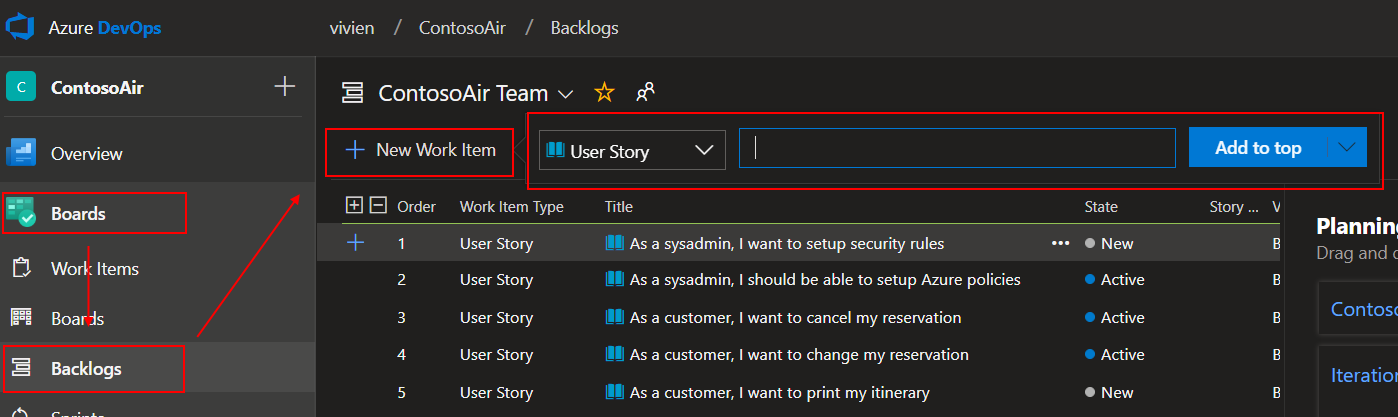 Azure DevOps
vivien / ContosoAir / Backlogs
C ContosoAir
ContosoAir Team
Overview
New Work Item
User Story
Add to top
Boards
Order Work Item Type Title State Story ... V
1 User Story As a sysadmin, I want to setup security rules ••• New B
2 User Story As a sysadmin, I should be able to setup Azure policies Active B
3 User Story As a customer, I want to cancel my reservation Active B
4 User Story As a customer, I want to change my reservation Active B
5 User Story As a customer, I want to print my itinerary New B
Work Items
Boards
Backlogs
Sprints
Planning
Drag and
Contoso
Iteration